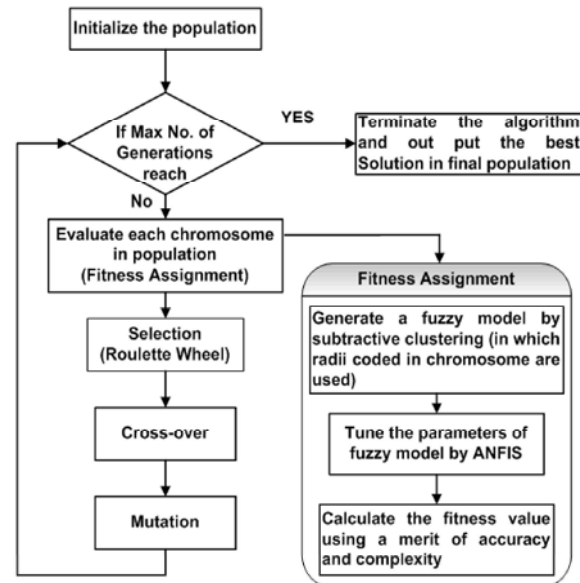 Initialize the population
If Max No. of
Generations
reach
YES
Terminate the algorithm
and out put the best
Solution in final population
No
Evaluate each chromosome
in population
(Fitness Assignment)
Selection
(Roulette Wheel)
Cross-over
Mutation
Fitness Assignment
Generate a fuzzy model by
subtractive clustering (in which
radii coded in chromosome are
used)
Tune the parameters of
fuzzy model by ANFIS
Calculate the fitness value
using a merit of accuracy
and complexity